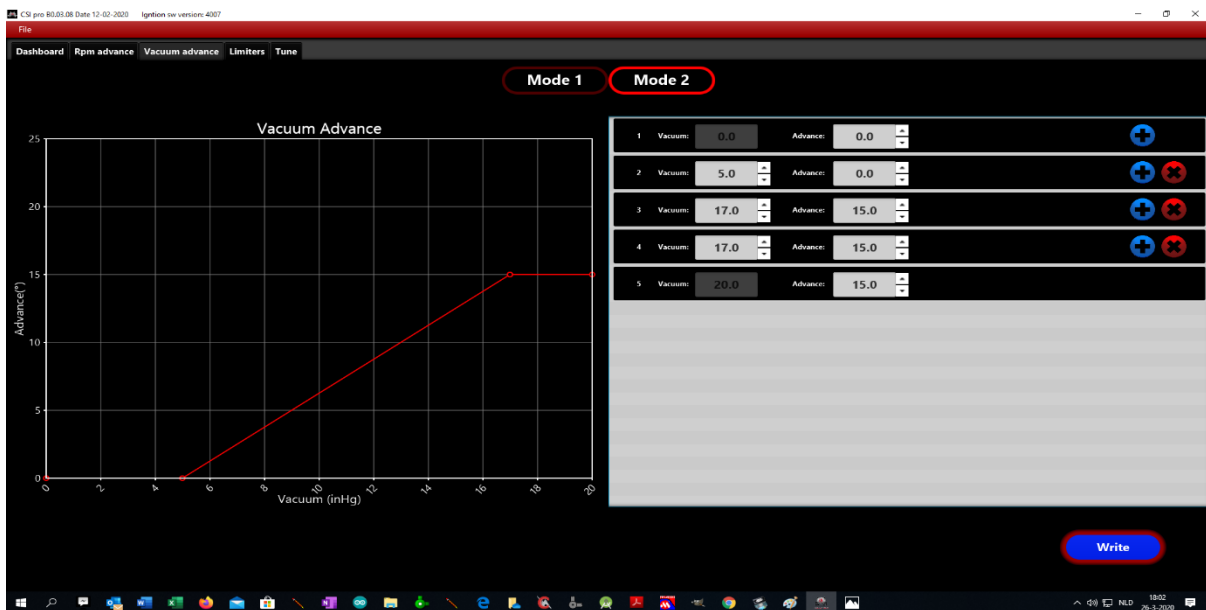 CSI pro B0.03.08 Date 12-02-2020 Igntion sw version: 4007
File
Dashboard Rpm advance Vacuum advance Limiters Tune
Mode 1 Mode 2
Vacuum Advance
25
20
15
10
5
0
Advance(°)
0 2 4 6 8 10 12 14 16 18 20
Vacuum (inHg)
1 Vacuum: 0.0 Advance: 0.0
2 Vacuum: 5.0 Advance: 0.0
3 Vacuum: 17.0 Advance: 15.0
4 Vacuum: 17.0 Advance: 15.0
5 Vacuum: 20.0 Advance: 15.0
Write
NLD
18:02
26-3-2020